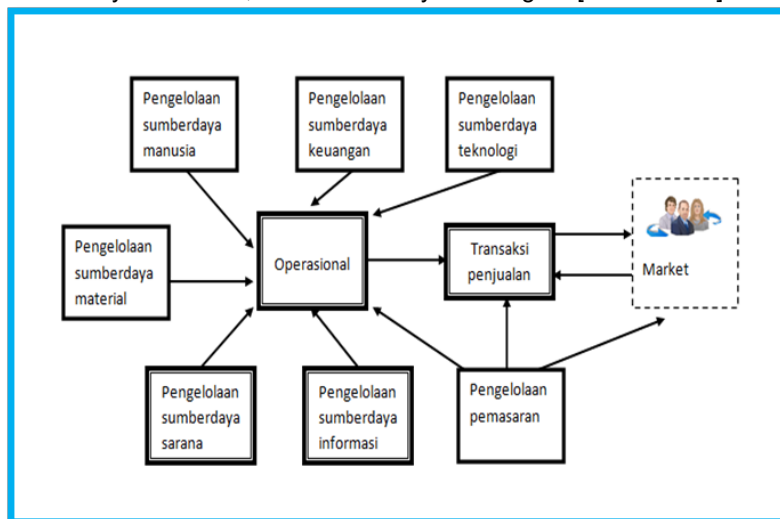 Pengelolaan
sumberdaya
manusia
Pengelolaan
sumberdaya
keuangan
Pengelolaan
sumberdaya
teknologi
Pengelolaan
sumberdaya
material
Operasional
Transaksi
penjualan
Market
Pengelolaan
sumberdaya
sarana
Pengelolaan
sumberdaya
informasi
Pengelolaan
pemasaran